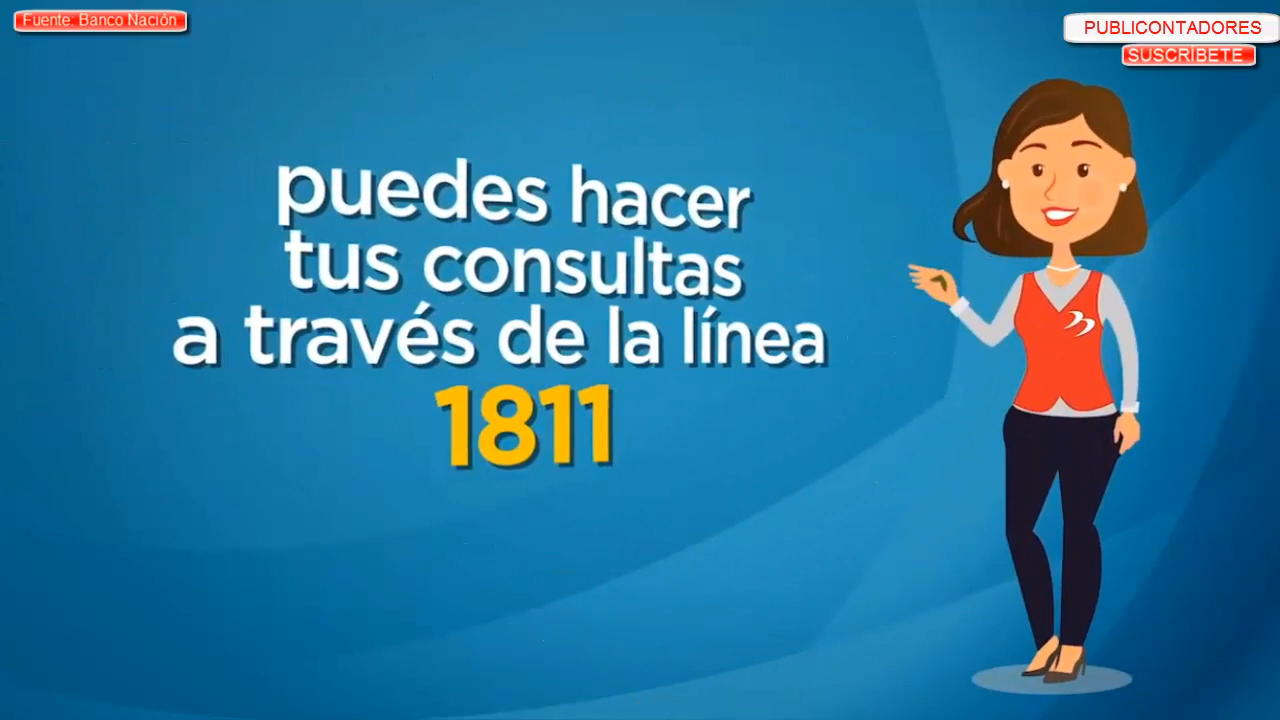 Fuente: Banco Nación
PUBLICONTADORES
SUSCRIBETE
puedes hacer
tus consultas
a través de la línea
1811